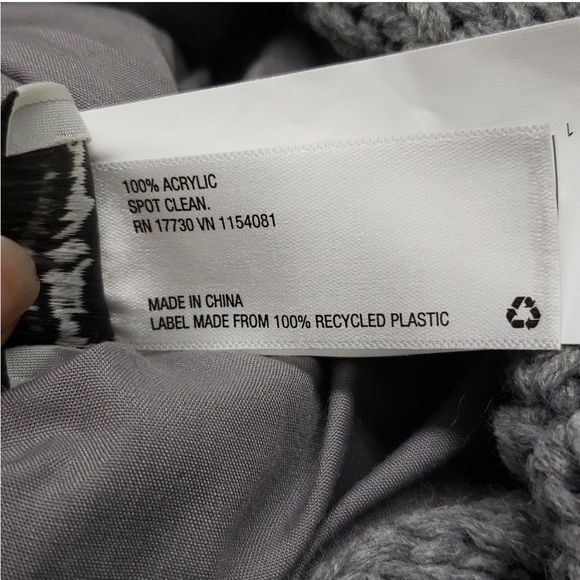 100% ACRYLIC
SPOT CLEAN.
RN 17730 VN 1154081
MADE IN CHINA
LABEL MADE FROM 100% RECYCLED PLASTIC